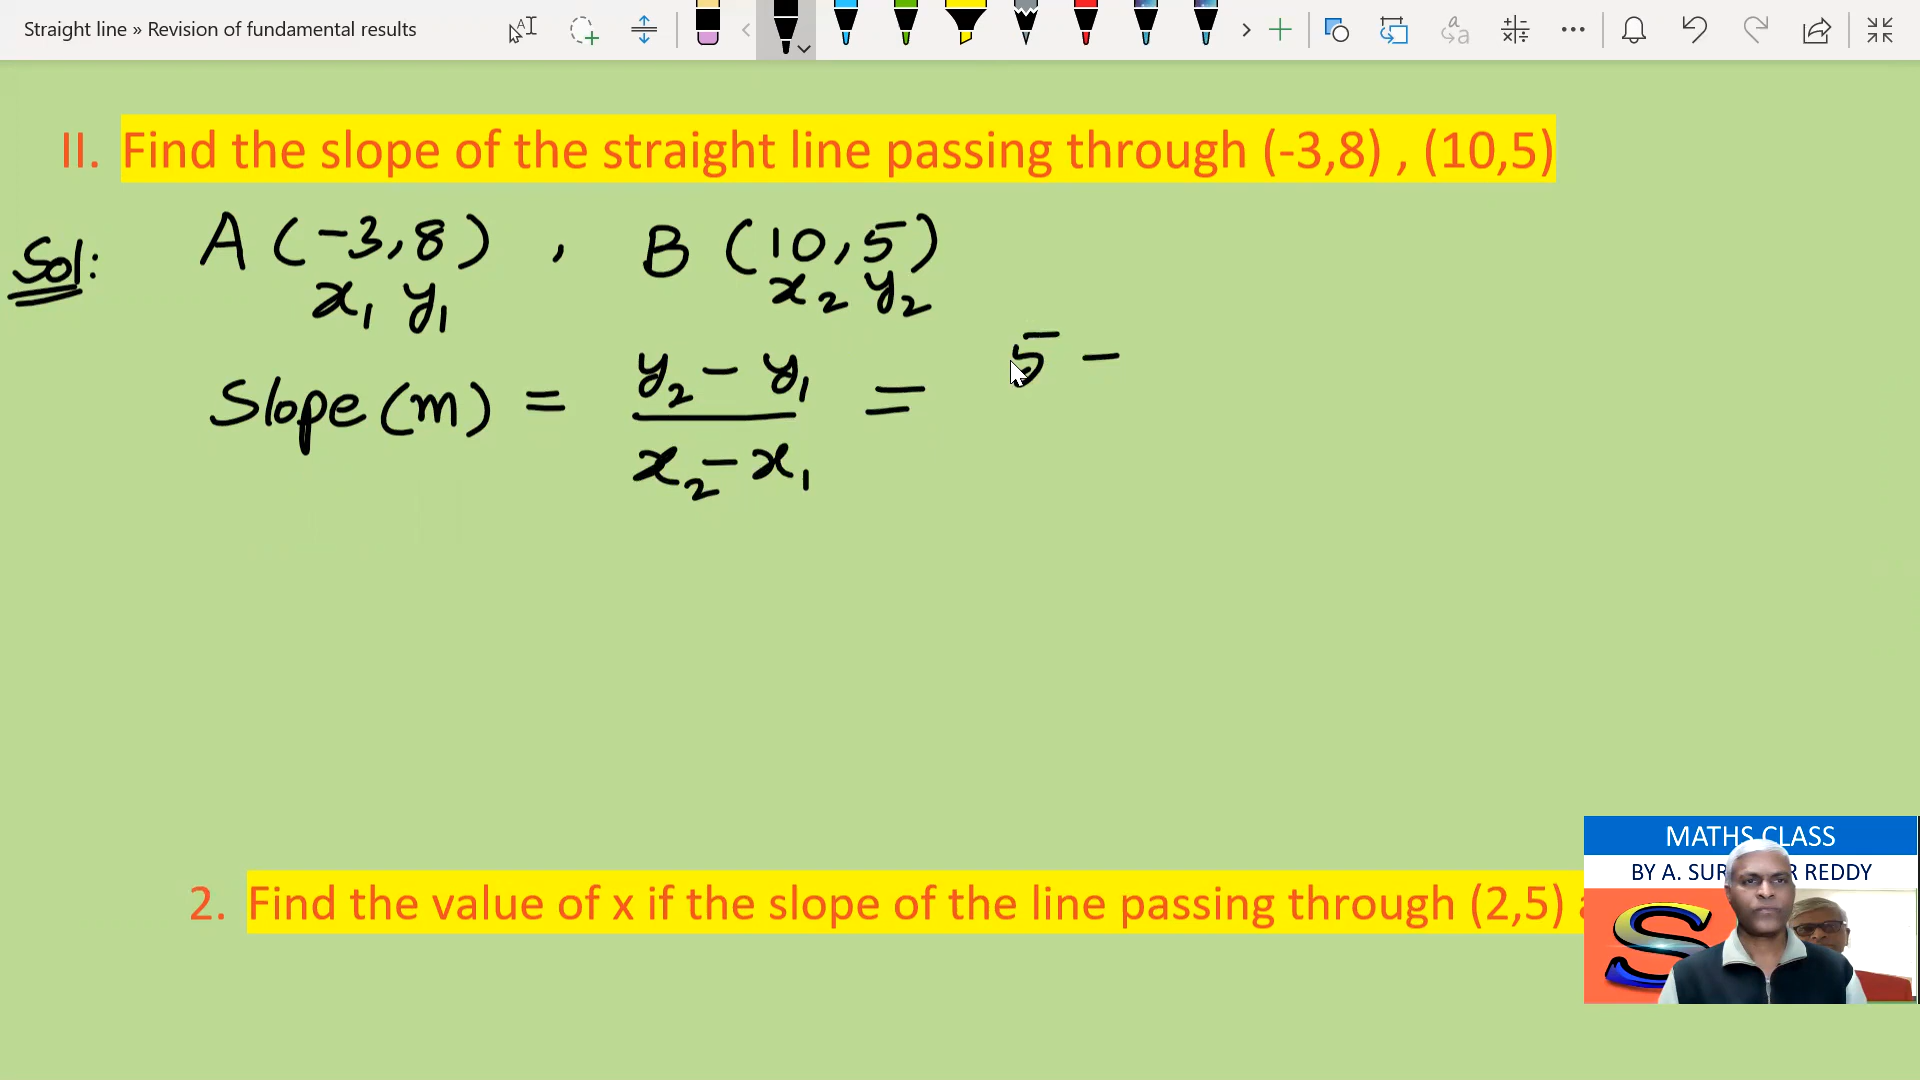 Straight line » Revision of fundamental results
II. Find the slope of the straight line passing through (-3,8) , (10,5)
Sol: A (-3,8) , B (10,5)
x₁ y₁ x₂ y₂
Slope (m) = y₂ - y₁ / x₂ - x₁ = 5 -
2. Find the value of x if the slope of the line passing through (2,5)
MATHS CLASS
BY A. SUR R REDDY
S